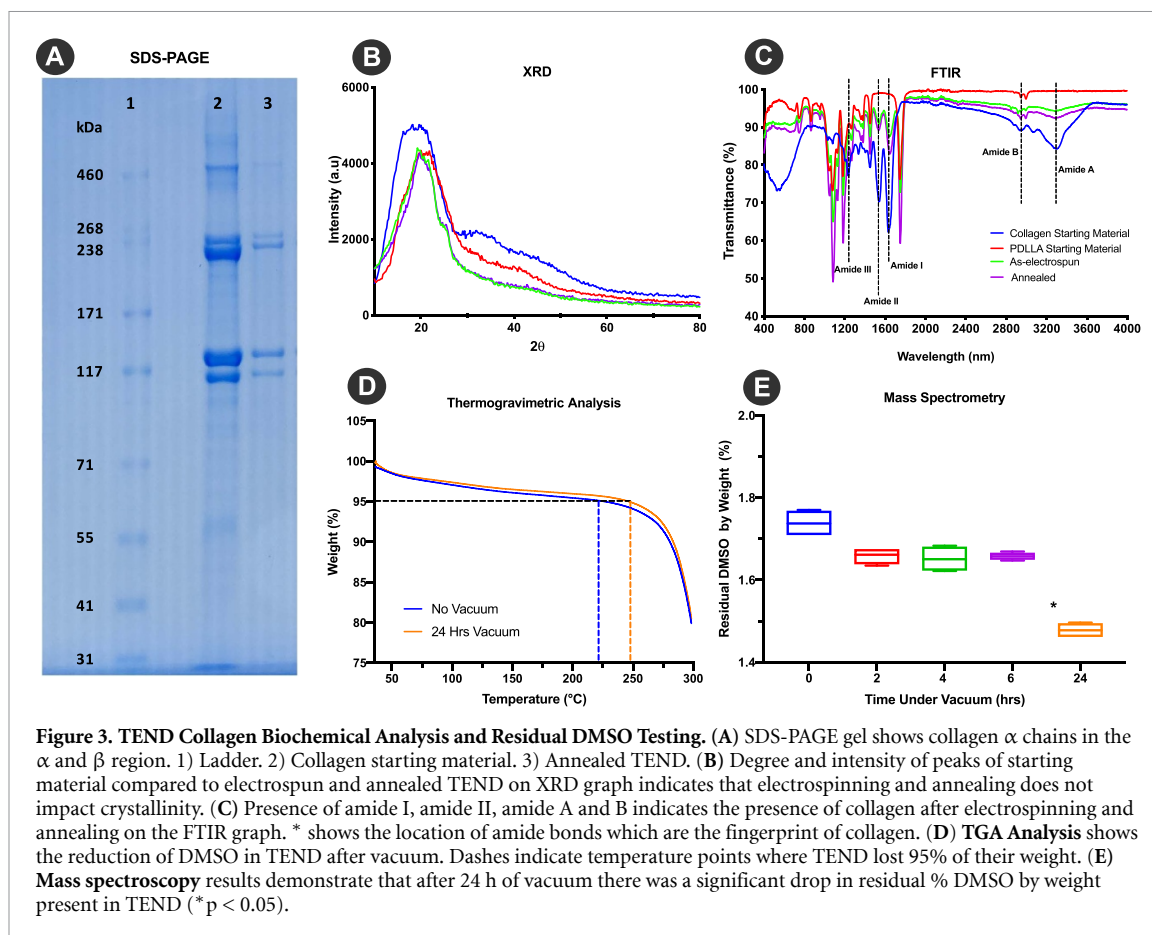 A
SDS-PAGE
1 2 3
kDa
460
268
238
171
117
71
55
41
31
B
XRD
6000
4000
2000
0
Intensity (a.u)
20 40 60 80
2θ
C
FTIR
100
90
80
70
60
50
40
Transmittance (%)
Amide B
Amide A
Amide III
Amide I
Amide II
Collagen Starting Material
PDLLA Starting Material
As-electrospun
Annealed
400 800 1200 1600 2000 2400 2800 3200 3600 4000
Wavelength (nm)
D
Thermogravimetric Analysis
105
100
95
90
85
80
75
Weight (%)
No Vacuum
24 Hrs Vacuum
50 100 150 200 250 300
Temperature (°C)
E
Mass Spectrometry
2.0
1.8
1.6
1.4
Residual DMSO by Weight (%)
*
0 2 4 6 24
Time Under Vacuum (hrs)
Figure 3. TEND Collagen Biochemical Analysis and Residual DMSO Testing. (A) SDS-PAGE gel shows collagen α chains in the
α and β region. 1) Ladder. 2) Collagen starting material. 3) Annealed TEND. (B) Degree and intensity of peaks of starting
material compared to electrospun and annealed TEND on XRD graph indicates that electrospinning and annealing does not
impact crystallinity. (C) Presence of amide I, amide II, amide A and B indicates the presence of collagen after electrospinning and
annealing on the FTIR graph. * shows the location of amide bonds which are the fingerprint of collagen. (D) TGA Analysis shows
the reduction of DMSO in TEND after vacuum. Dashes indicate temperature points where TEND lost 95% of their weight. (E)
Mass spectroscopy results demonstrate that after 24 h of vacuum there was a significant drop in residual % DMSO by weight
present in TEND (*p < 0.05).